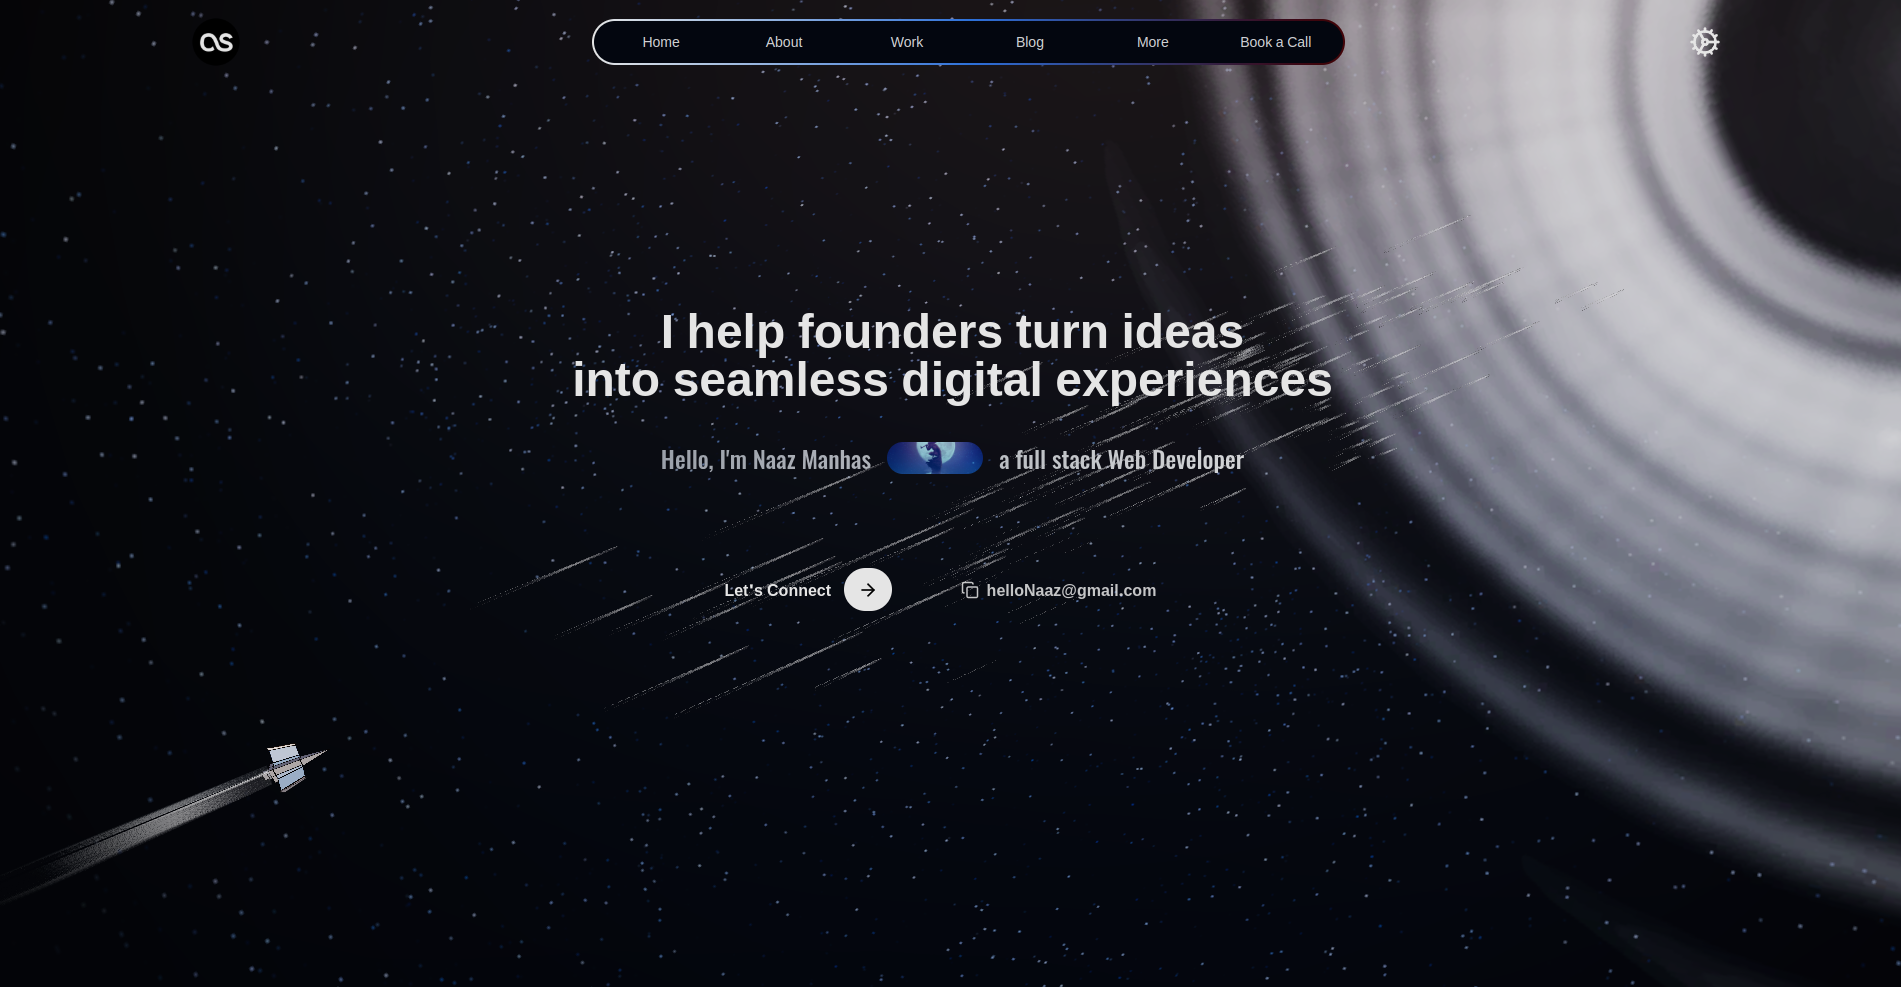 Home About Work Blog More Book a Call
I help founders turn ideas
into seamless digital experiences
Hello, I'm Naaz Manhas a full stack Web Developer
Let's Connect helloNaaz@gmail.com